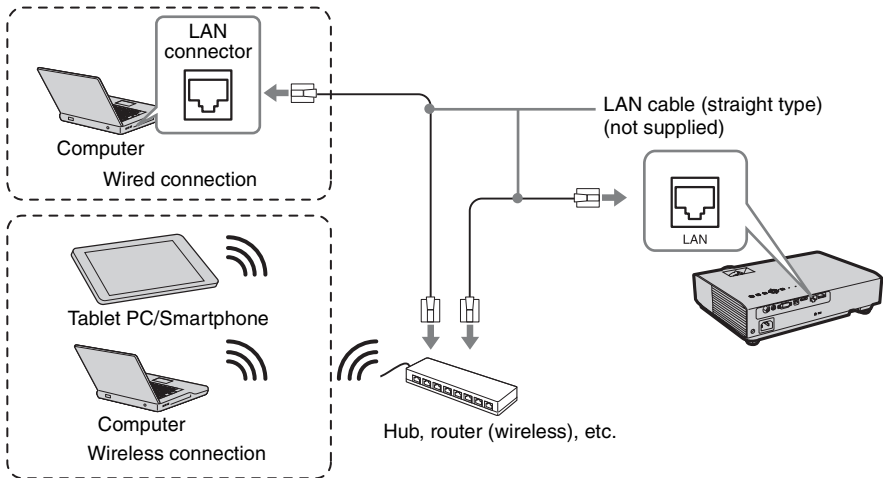 LAN
connector
Computer
Wired connection
LAN cable (straight type)
(not supplied)
LAN
Tablet PC/Smartphone
Computer
Wireless connection
Hub, router (wireless), etc.